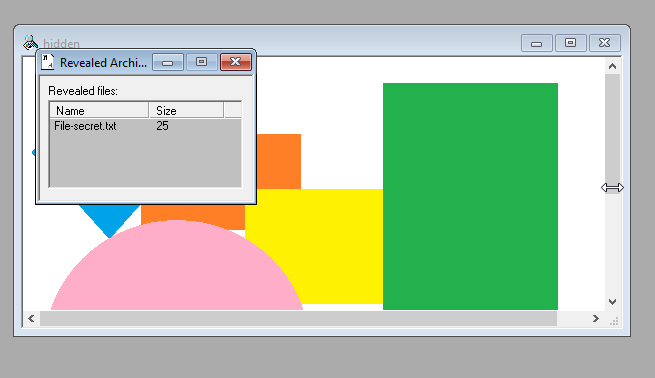 hidden
Revealed Archi...
Revealed files:
Name Size
File-secret.txt 25